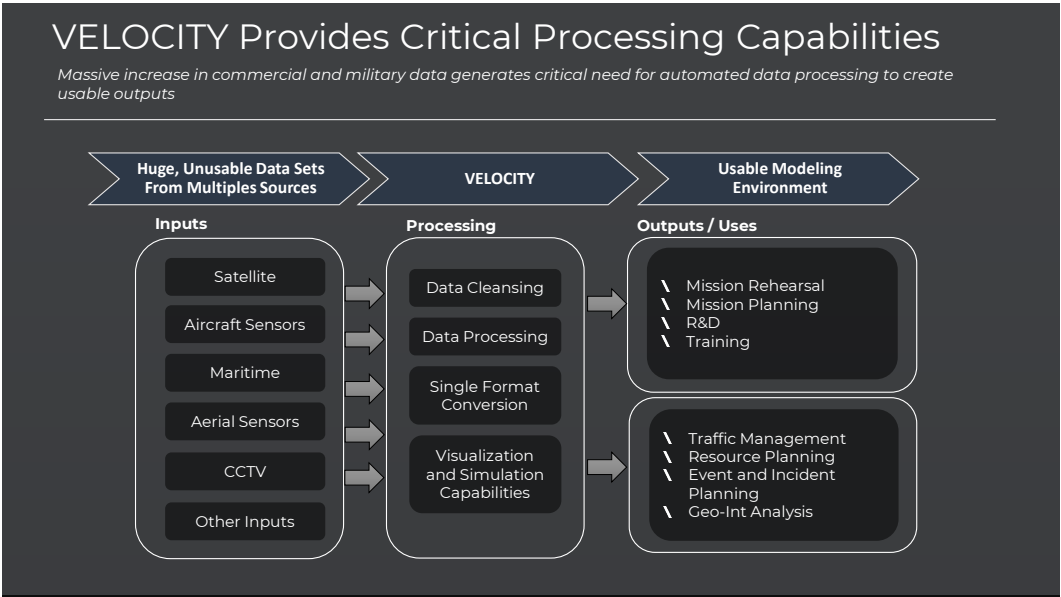 VELOCITY Provides Critical Processing Capabilities
Massive increase in commercial and military data generates critical need for automated data processing to create
usable outputs
Huge, Unusable Data Sets
From Multiples Sources
VELOCITY
Usable Modeling
Environment
Inputs
Satellite
Aircraft Sensors
Maritime
Aerial Sensors
CCTV
Other Inputs
Processing
Data Cleansing
Data Processing
Single Format
Conversion
Visualization
and Simulation
Capabilities
Outputs / Uses
Mission Rehearsal
Mission Planning
R&D
Training
Traffic Management
Resource Planning
Event and Incident
Planning
Geo-Int Analysis